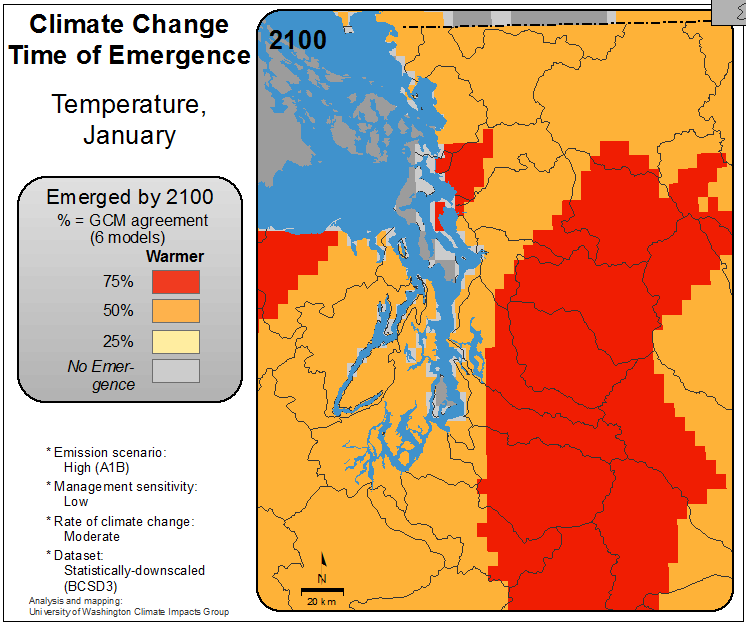 Climate Change
Time of Emergence
Temperature,
January
Emerged by 2100
% = GCM agreement
(6 models)
Warmer
75%
50%
25%
No Emer-
gence
* Emission scenario:
High (A1B)
* Management sensitivity:
Low
* Rate of climate change:
Moderate
* Dataset:
Statistically-downscaled
(BCSD3)
Analysis and mapping:
University of Washington Climate Impacts Group
2100
N
20 km